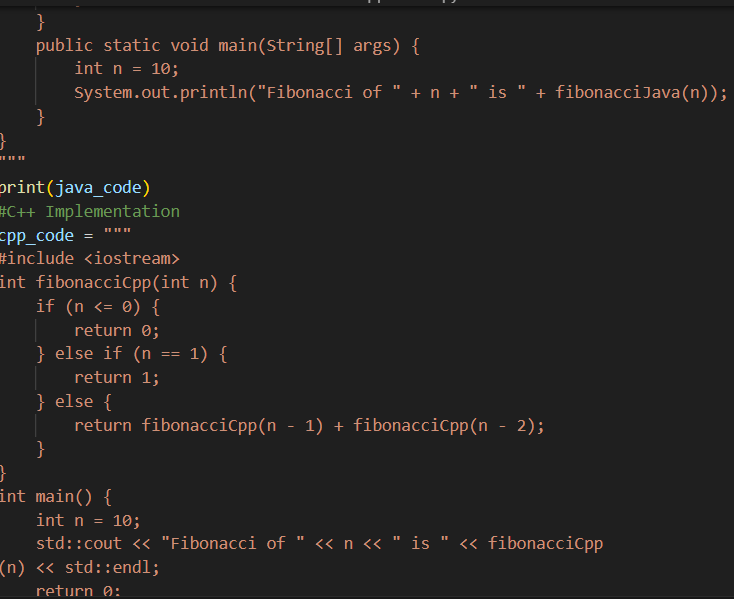 }
    public static void main(String[] args) {
        int n = 10;
        System.out.println("Fibonacci of " + n + " is " + fibonacciJava(n));
    }
}
"""
print(java_code)
#C++ Implementation
cpp_code = """
#include <iostream>
int fibonacciCpp(int n) {
    if (n <= 0) {
        return 0;
    } else if (n == 1) {
        return 1;
    } else {
        return fibonacciCpp(n - 1) + fibonacciCpp(n - 2);
    }
}
int main() {
    int n = 10;
    std::cout << "Fibonacci of " << n << " is " << fibonacciCpp
(n) << std::endl;
    return 0;